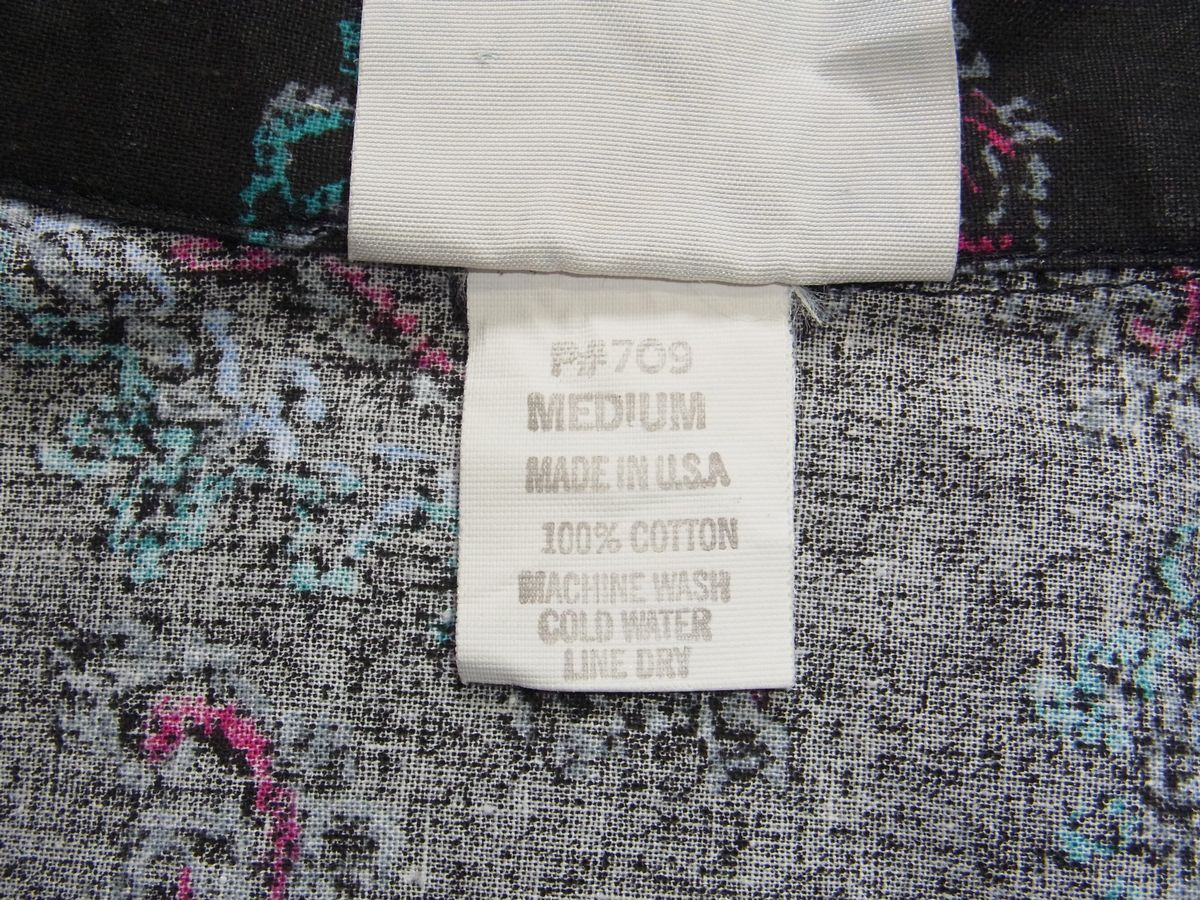 P#709
MEDIUM
MADE IN U.S.A
100% COTTON
MACHINE WASH
COLD WATER
LINE DRY